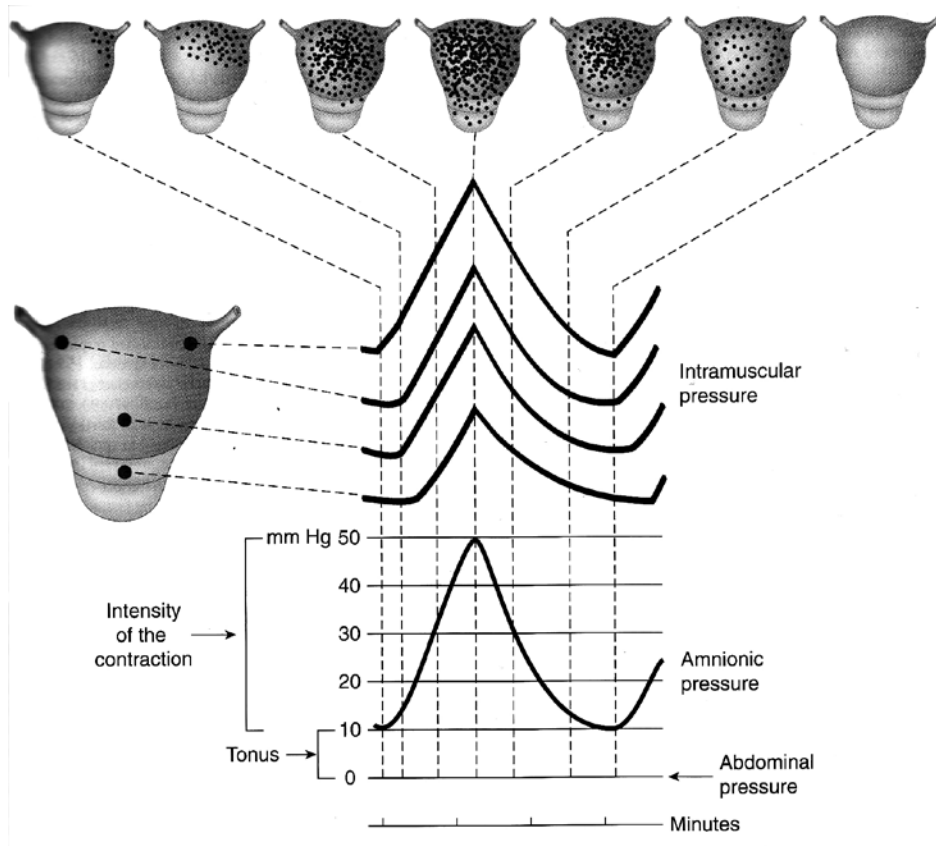 Intramuscular
pressure
mm Hg 50
40
Intensity
of the
contraction
30
20
Amnionic
pressure
10
Tonus
0
Abdominal
pressure
Minutes